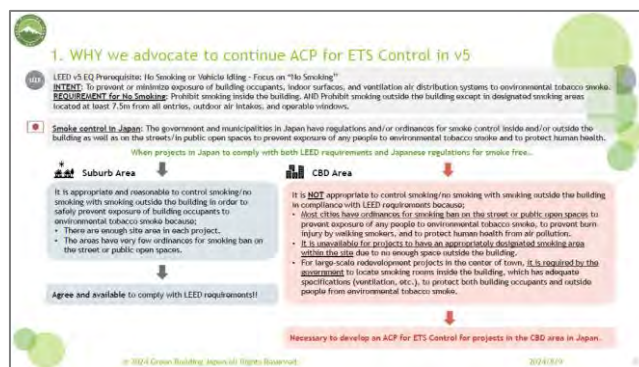 1. WHY we advocate to continue ACP for ETS Control in v5
LEED v5 EQ Prerequisite: No Smoking or Vehicle Idling - Focus on "No Smoking"
INTENT: To prevent or minimize exposure of building occupants, indoor surfaces, and ventilation air distribution systems to environmental tobacco smoke.
REQUIREMENT for No Smoking: Prohibit smoking inside the building, AND Prohibit smoking outside the building except in designated smoking areas
located at least 7.5m from all entries, outdoor air intakes, and operable windows.
Smoke control in Japan: The government and municipalities in Japan have regulations and/or ordinances for smoke control inside and/or outside the
building as well as on the streets/in public open spaces to prevent exposure of any people to environmental tobacco smoke and to protect human health.
When projects in Japan to comply with both LEED requirements and Japanese regulations for smoke free…
Suburb Area
It is appropriate and reasonable to control smoking/no
smoking with smoking outside the building in order to
safely prevent exposure of building occupants to
environmental tobacco smoke because;
• There are enough site area in each project.
• The areas have very few ordinances for smoking ban on
the street or public open spaces.
Agree and available to comply with LEED requirements!!
CBD Area
It is NOT appropriate to control smoking/no smoking with smoking outside the building
in compliance with LEED requirements because;
• Most cities have ordinances for smoking ban on the street or public open spaces to
prevent exposure of any people to environmental tobacco smoke, to prevent burn
injury by walking smokers, and to protect human health from air pollution.
• It is unavailable for projects to have an appropriately designated smoking area
within the site due to no enough space outside the building.
• For large-scale redevelopment projects in the center of town, it is required by the
government to locate smoking rooms inside the building, which has adequate
specifications (ventilation, etc.), to protect both building occupants and outside
people from environmental tobacco smoke.
Necessary to develop an ACP for ETS Control for projects in the CBD area in Japan.
© 2024 Green Building Japan All Rights Reserved.
2024/8/9